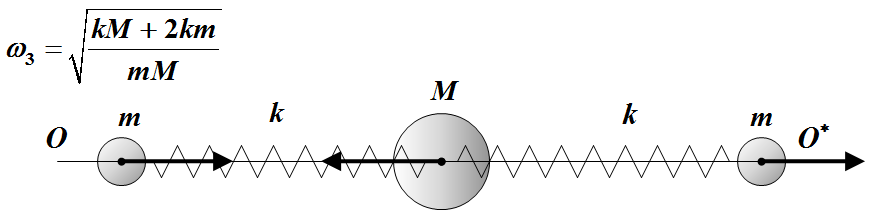 ω₃ = √((kM + 2km)/(mM))
M
m k k m
O O*